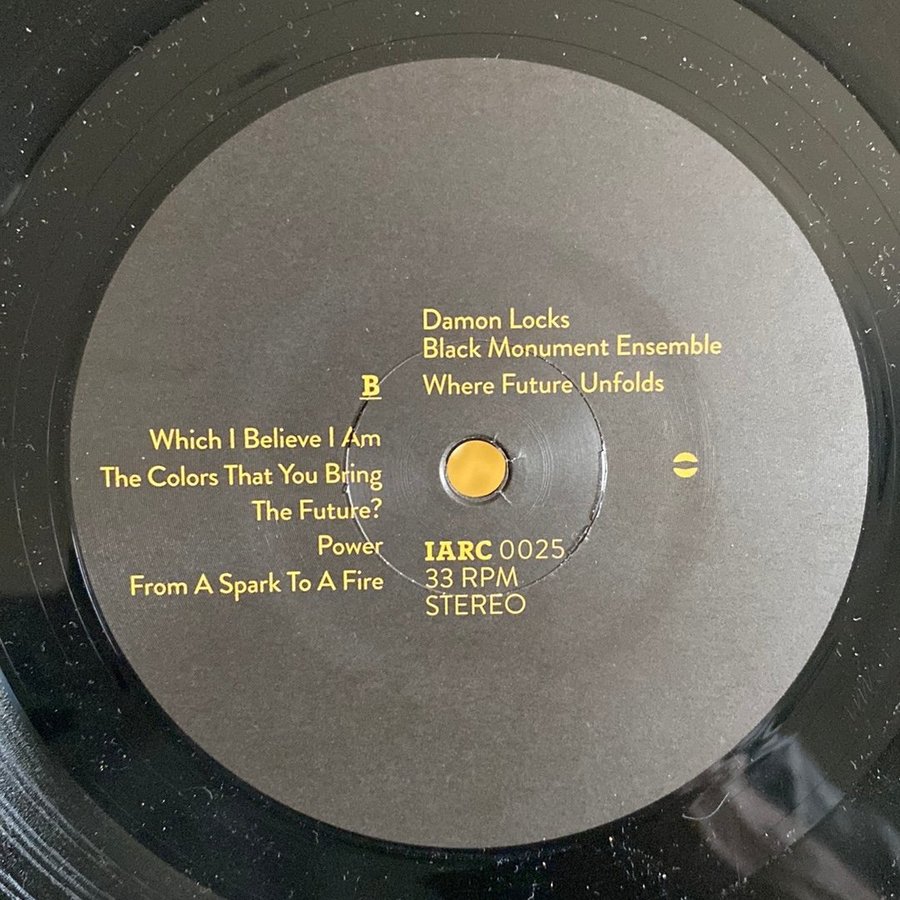 Damon Locks
Black Monument Ensemble
Where Future Unfolds
B
Which I Believe I Am
The Colors That You Bring
The Future?
Power
From A Spark To A Fire
IARC 0025
33 RPM
STEREO